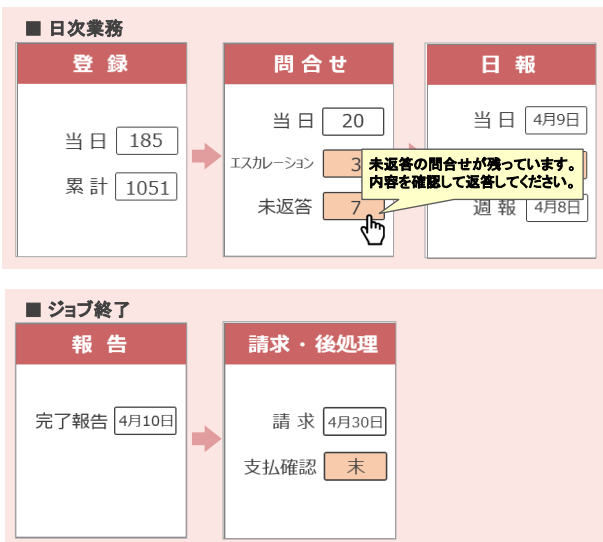 ■ 日次業務
登 録
当日 185
累計 1051
問合せ
当日 20
エスカレーション 3
未返答 7
未返答の問合せが残っています。
内容を確認して返答してください。
日 報
当日 4月9日
週報 4月8日
■ ジョブ終了
報 告
完了報告 4月10日
請求・後処理
請求 4月30日
支払確認 末